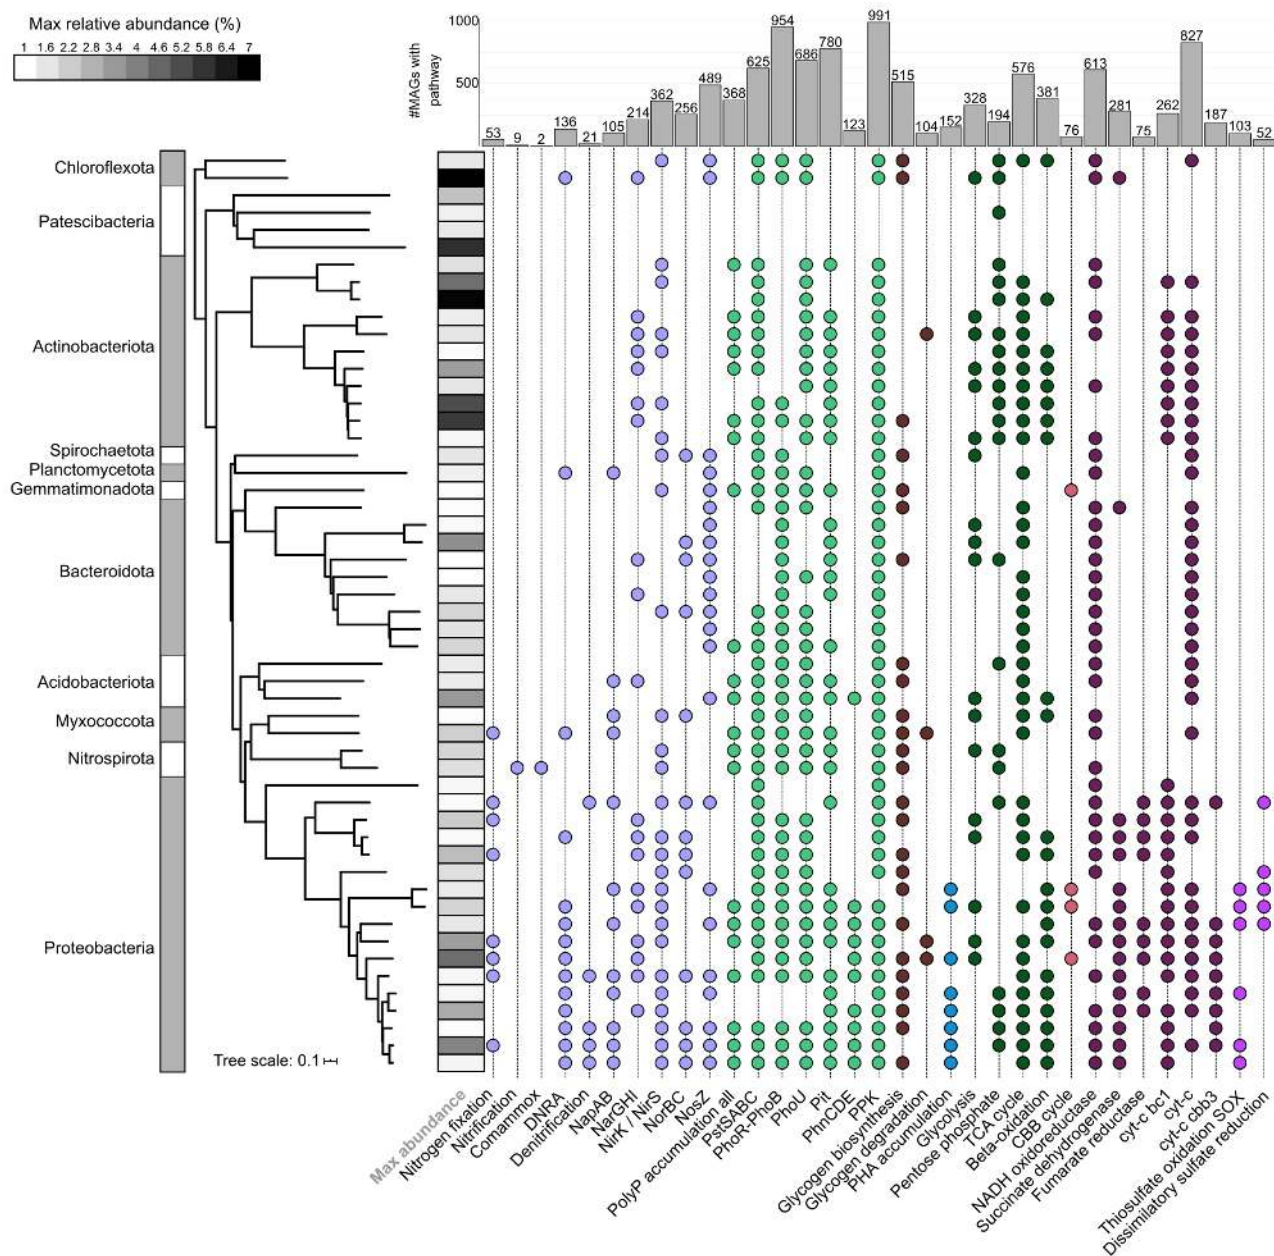 Max relative abundance (%)
1 1.6 2.2 2.8 3.4 4 4.6 5.2 5.8 6.4 7
#MAGs with
pathway
1000
500
53
9
2
136
21
105
214
362
256
489
368
625
954
686
780
123
991
515
104
152
328
194
576
381
76
613
281
75
262
827
187
103
52
Chloroflexota
Patescibacteria
Actinobacteriota
Spirochaetota
Planctomycetota
Gemmatimonadota
Bacteroidota
Acidobacteriota
Myxococcota
Nitrospirota
Proteobacteria
Tree scale: 0.1
Max abundance
Nitrogen fixation
Nitrification
Comammox
DNRA
Denitrification
NapAB
NarGHI
NirK / NirS
NorBC
NosZ
PolyP accumulation all
PstSABC
PhoR-PhoB
PhoU
Pit
PhnCDE
PPK
Glycogen biosynthesis
Glycogen degradation
PHA accumulation
Glycolysis
Pentose phosphate
TCA cycle
Beta-oxidation
CBB cycle
NADH oxidoreductase
Succinate dehydrogenase
Fumarate reductase
cyt-c bc1
cyt-c
cyt-c cbb3
Thiosulfate oxidation SOX
Dissimilatory sulfate reduction